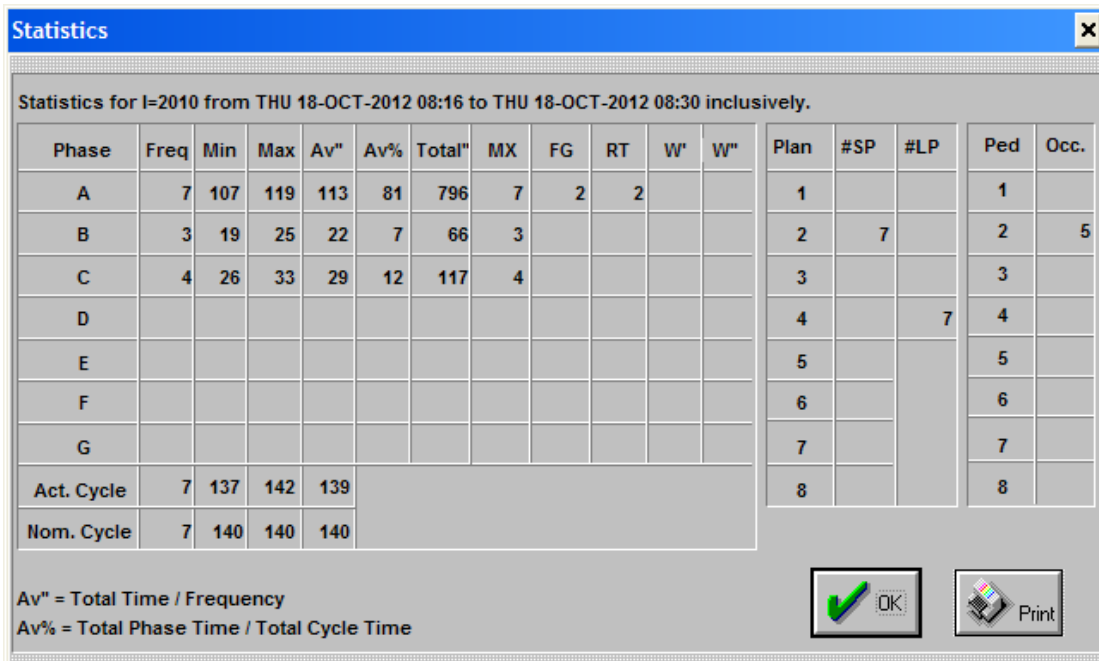 Statistics
Statistics for I=2010 from THU 18-OCT-2012 08:16 to THU 18-OCT-2012 08:30 inclusively.
Phase Freq Min Max Av" Av% Total" MX FG RT W' W" Plan #SP #LP Ped Occ.
A 7 107 119 113 81 796 7 2 2 1 1
B 3 19 25 22 7 66 3 2 7 2 5
C 4 26 33 29 12 117 4 3 3
D 4 7 4
E 5 5
F 6 6
G 7 7
Act. Cycle 7 137 142 139 8 8
Nom. Cycle 7 140 140 140
Av" = Total Time / Frequency
Av% = Total Phase Time / Total Cycle Time
OK Print